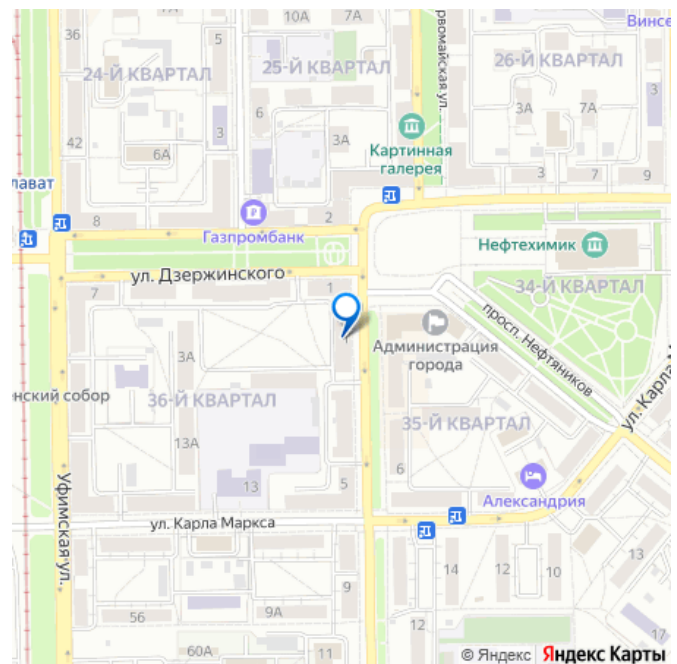 10А
7А
36
5
Винсе
24-Й КВАРТАЛ
25-Й КВАРТАЛ
26-Й КВАРТАЛ
рвомайская ул.
6
3А
7А
3
3
3А
42
6А
Картинная
галерея
3
7
9
лават
8
2
Газпромбанк
Нефтехимик
ул. Дзержинского
34-Й КВАРТАЛ
7
1
просп. Нефтяников
Администрация
города
3А
нский собор
36-Й КВАРТАЛ
35-Й КВАРТАЛ
ул. Карла М
13А
6
13
5
Александрия
Уфимская ул.
ул. Карла Маркса
13
14
12
10
9
56
9А
12
17
60А
11
© Яндекс Яндекс Карты